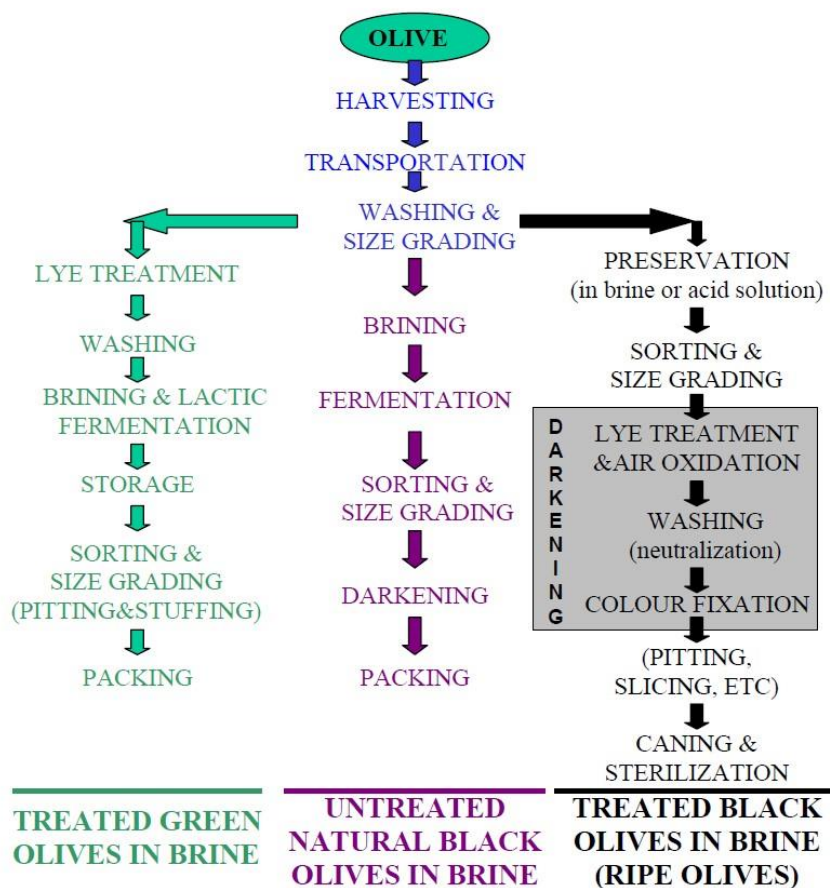 OLIVE
HARVESTING
TRANSPORTATION
WASHING &
SIZE GRADING
LYE TREATMENT
WASHING
BRINING & LACTIC
FERMENTATION
STORAGE
SORTING &
SIZE GRADING
(PITTING&STUFFING)
PACKING
TREATED GREEN
OLIVES IN BRINE
BRINING
FERMENTATION
SORTING &
SIZE GRADING
DARKENING
PACKING
UNTREATED
NATURAL BLACK
OLIVES IN BRINE
PRESERVATION
(in brine or acid solution)
SORTING &
SIZE GRADING
DARKENING
LYE TREATMENT
&AIR OXIDATION
WASHING
(neutralization)
COLOUR FIXATION
(PITTING,
SLICING, ETC)
CANING &
STERILIZATION
TREATED BLACK
OLIVES IN BRINE
(RIPE OLIVES)